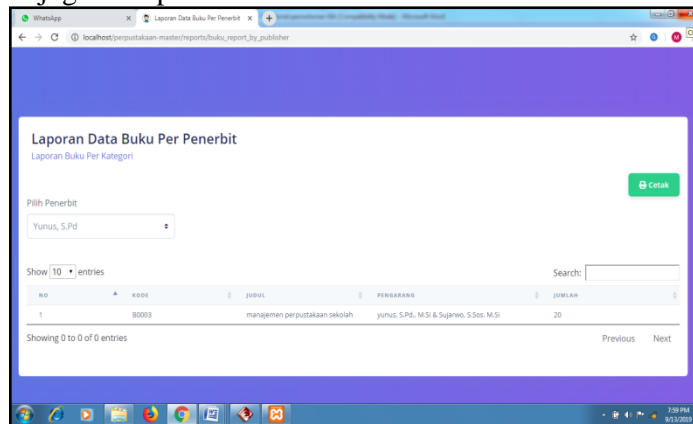 WhatsApp
Laporan Data Buku Per Penerbit
localhost/perpustakaan-master/reports/buku_report_by_publisher
Laporan Data Buku Per Penerbit
Laporan Buku Per Kategori
Cetak
Pilih Penerbit
Yunus, S.Pd
Show 10 entries
Search:
NO KODE JUDUL PENGARANG JUMLAH
1 B0003 manajemen perpustakaan sekolah yunus. S.Pd., M.Si & Sujarwo, S.Sos. M.Si 20
Showing 0 to 0 of 0 entries
Previous Next
7:59 PM
9/13/2019